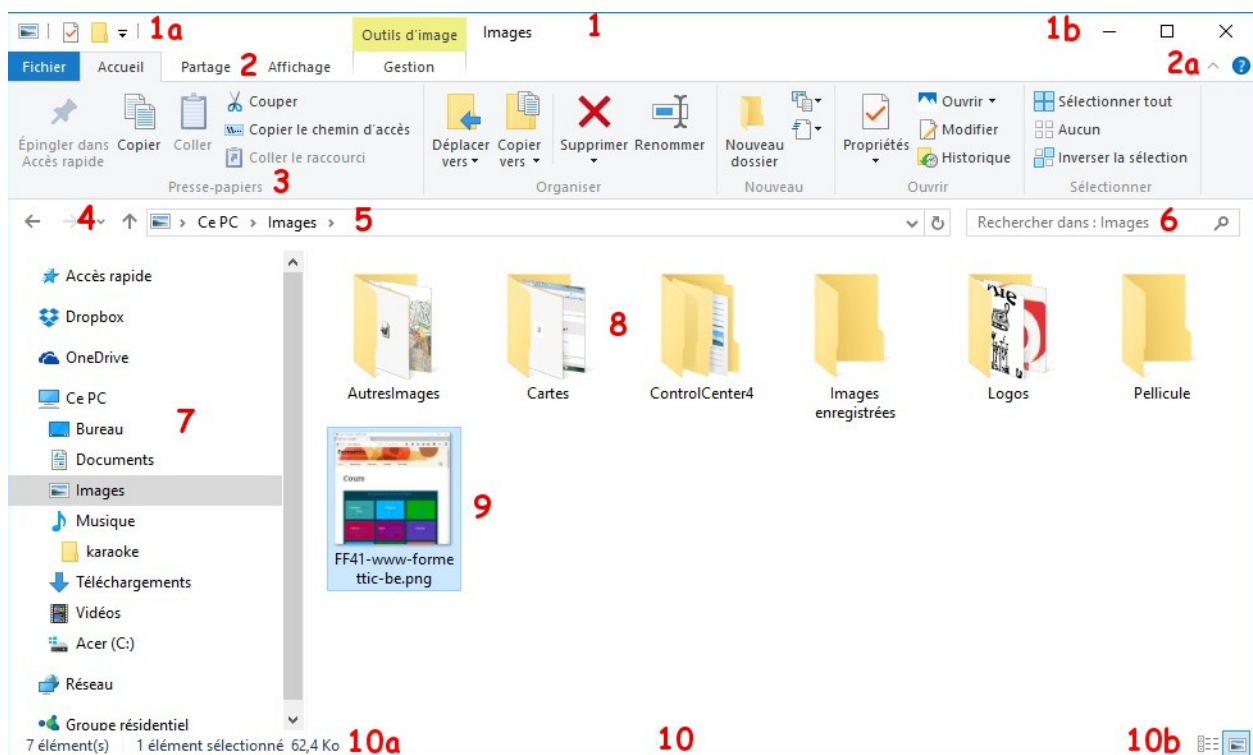 1a Outils d'image Images 1 1b
Fichier Accueil Partage 2 Affichage Gestion 2a ?
Épingler dans Accès rapide
Copier
Coller
Couper
Copier le chemin d'accès
Coller le raccourci
Presse-papiers 3
Déplacer vers
Copier vers
Supprimer
Renommer
Organiser
Nouveau dossier
Nouveau
Propriétés
Ouvrir
Modifier
Historique
Ouvrir
Sélectionner tout
Aucun
Inverser la sélection
Sélectionner
4 Ce PC Images 5 Rechercher dans : Images 6
Accès rapide
Dropbox
OneDrive
Ce PC
Bureau
7
Documents
Images
Musique
karaoke
Téléchargements
Vidéos
Acer (C:)
Réseau
Groupe résidentiel
8
AutresImages
Cartes
ControlCenter4
Images
enregistrées
Logos
Pellicule
Cours
9
FF41-www-forme
ttic-be.png
7 élément(s) 1 élément sélectionné 62,4 Ko 10a 10 10b